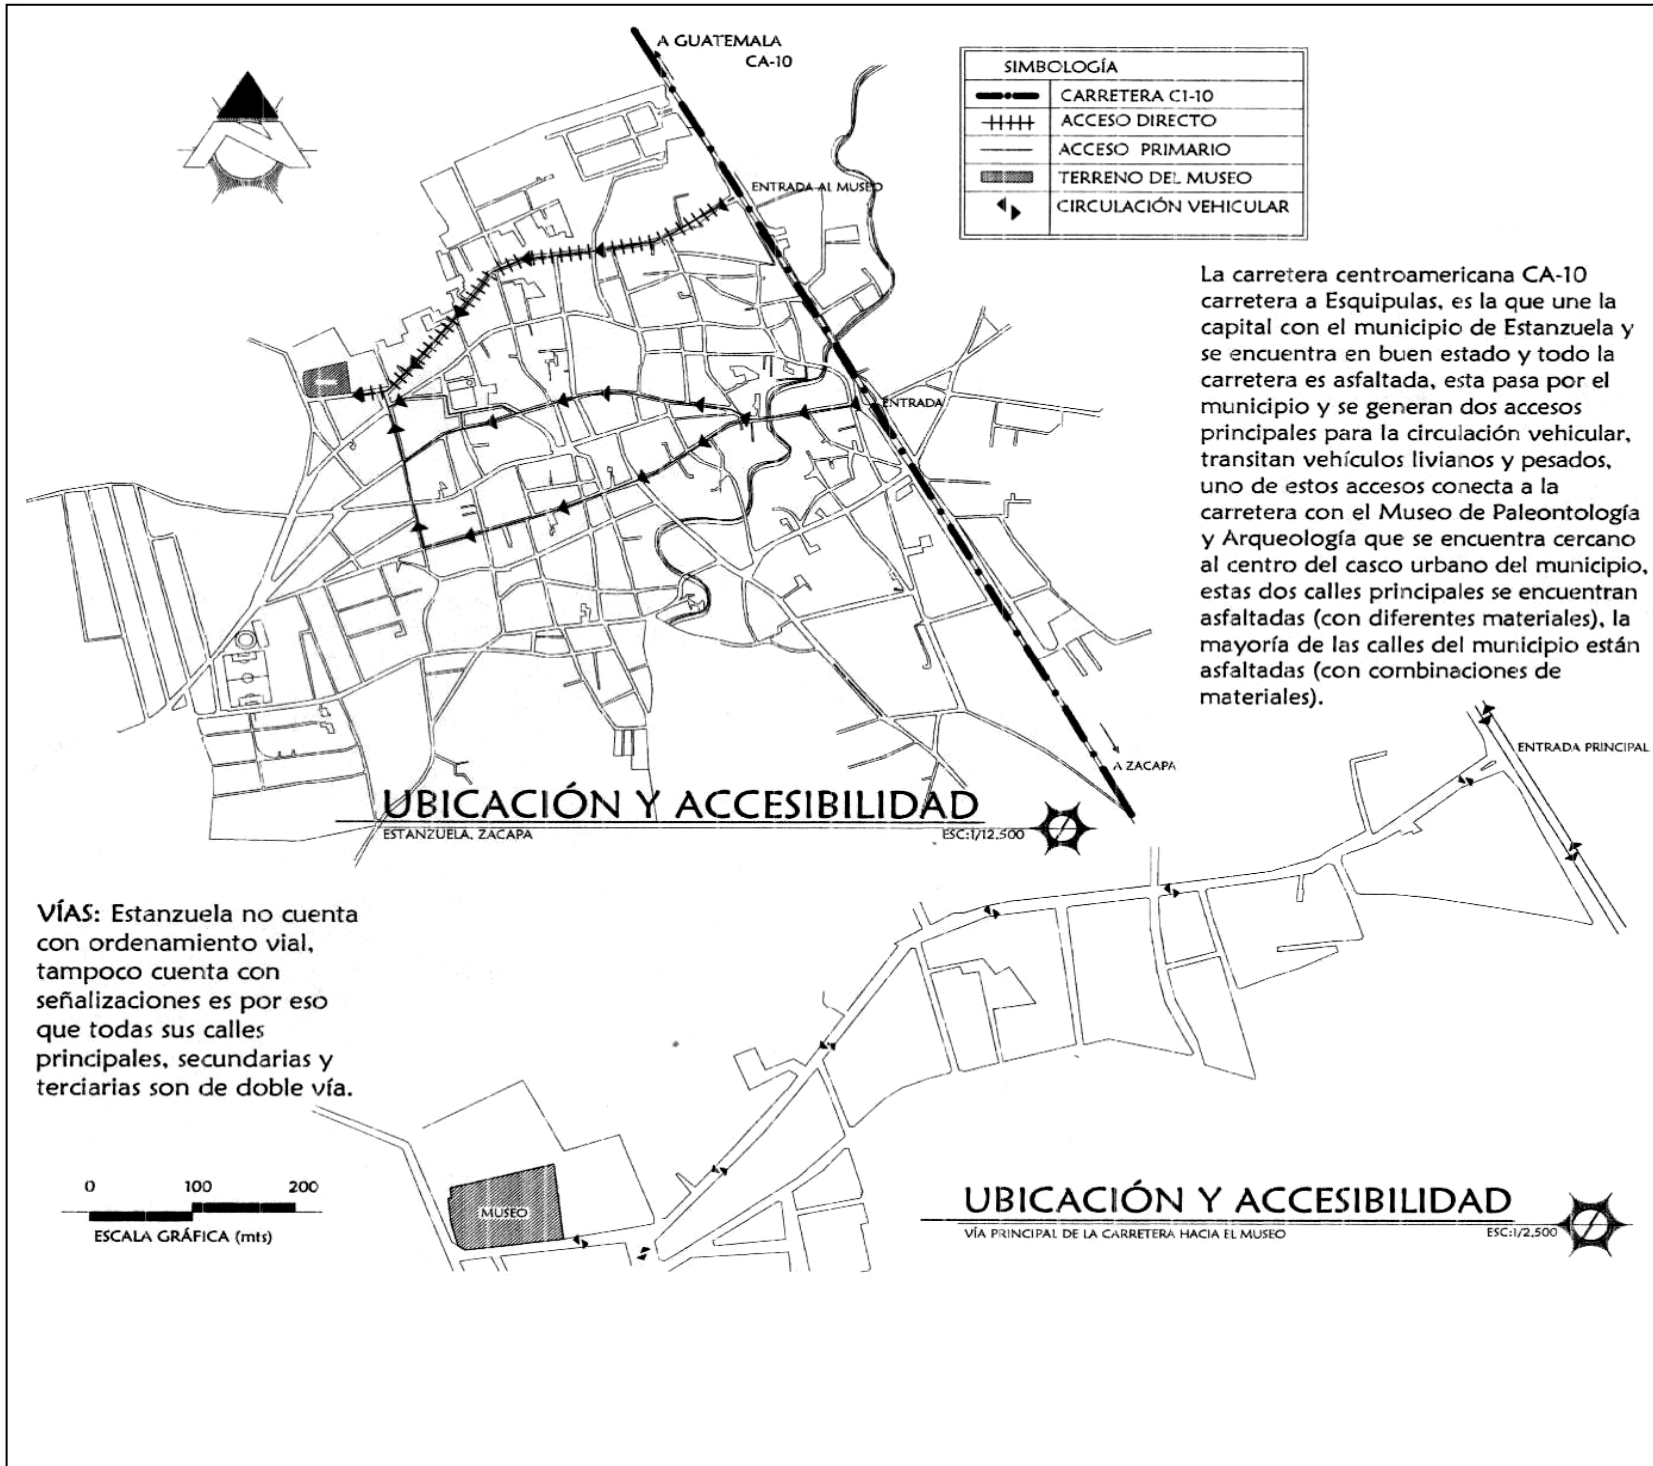 A GUATEMALA
CA-10
SIMBOLOGÍA
CARRETERA C1-10
ACCESO DIRECTO
ACCESO PRIMARIO
TERRENO DEL MUSEO
CIRCULACIÓN VEHICULAR
N
ENTRADA AL MUSEO
ENTRADA
La carretera centroamericana CA-10
carretera a Esquipulas, es la que une la
capital con el municipio de Estanzuela y
se encuentra en buen estado y todo la
carretera es asfaltada, esta pasa por el
municipio y se generan dos accesos
principales para la circulación vehicular,
transitan vehículos livianos y pesados,
uno de estos accesos conecta a la
carretera con el Museo de Paleontología
y Arqueología que se encuentra cercano
al centro del casco urbano del municipio,
estas dos calles principales se encuentran
asfaltadas (con diferentes materiales), la
mayoría de las calles del municipio están
asfaltadas (con combinaciones de
materiales).
A ZACAPA
ENTRADA PRINCIPAL
UBICACIÓN Y ACCESIBILIDAD
ESTANZUELA, ZACAPA
ESC:1/12,500
VÍAS: Estanzuela no cuenta
con ordenamiento vial,
tampoco cuenta con
señalizaciones es por eso
que todas sus calles
principales, secundarias y
terciarias son de doble vía.
0 100 200
ESCALA GRÁFICA (mts)
MUSEO
UBICACIÓN Y ACCESIBILIDAD
VÍA PRINCIPAL DE LA CARRETERA HACIA EL MUSEO
ESC:1/2,500